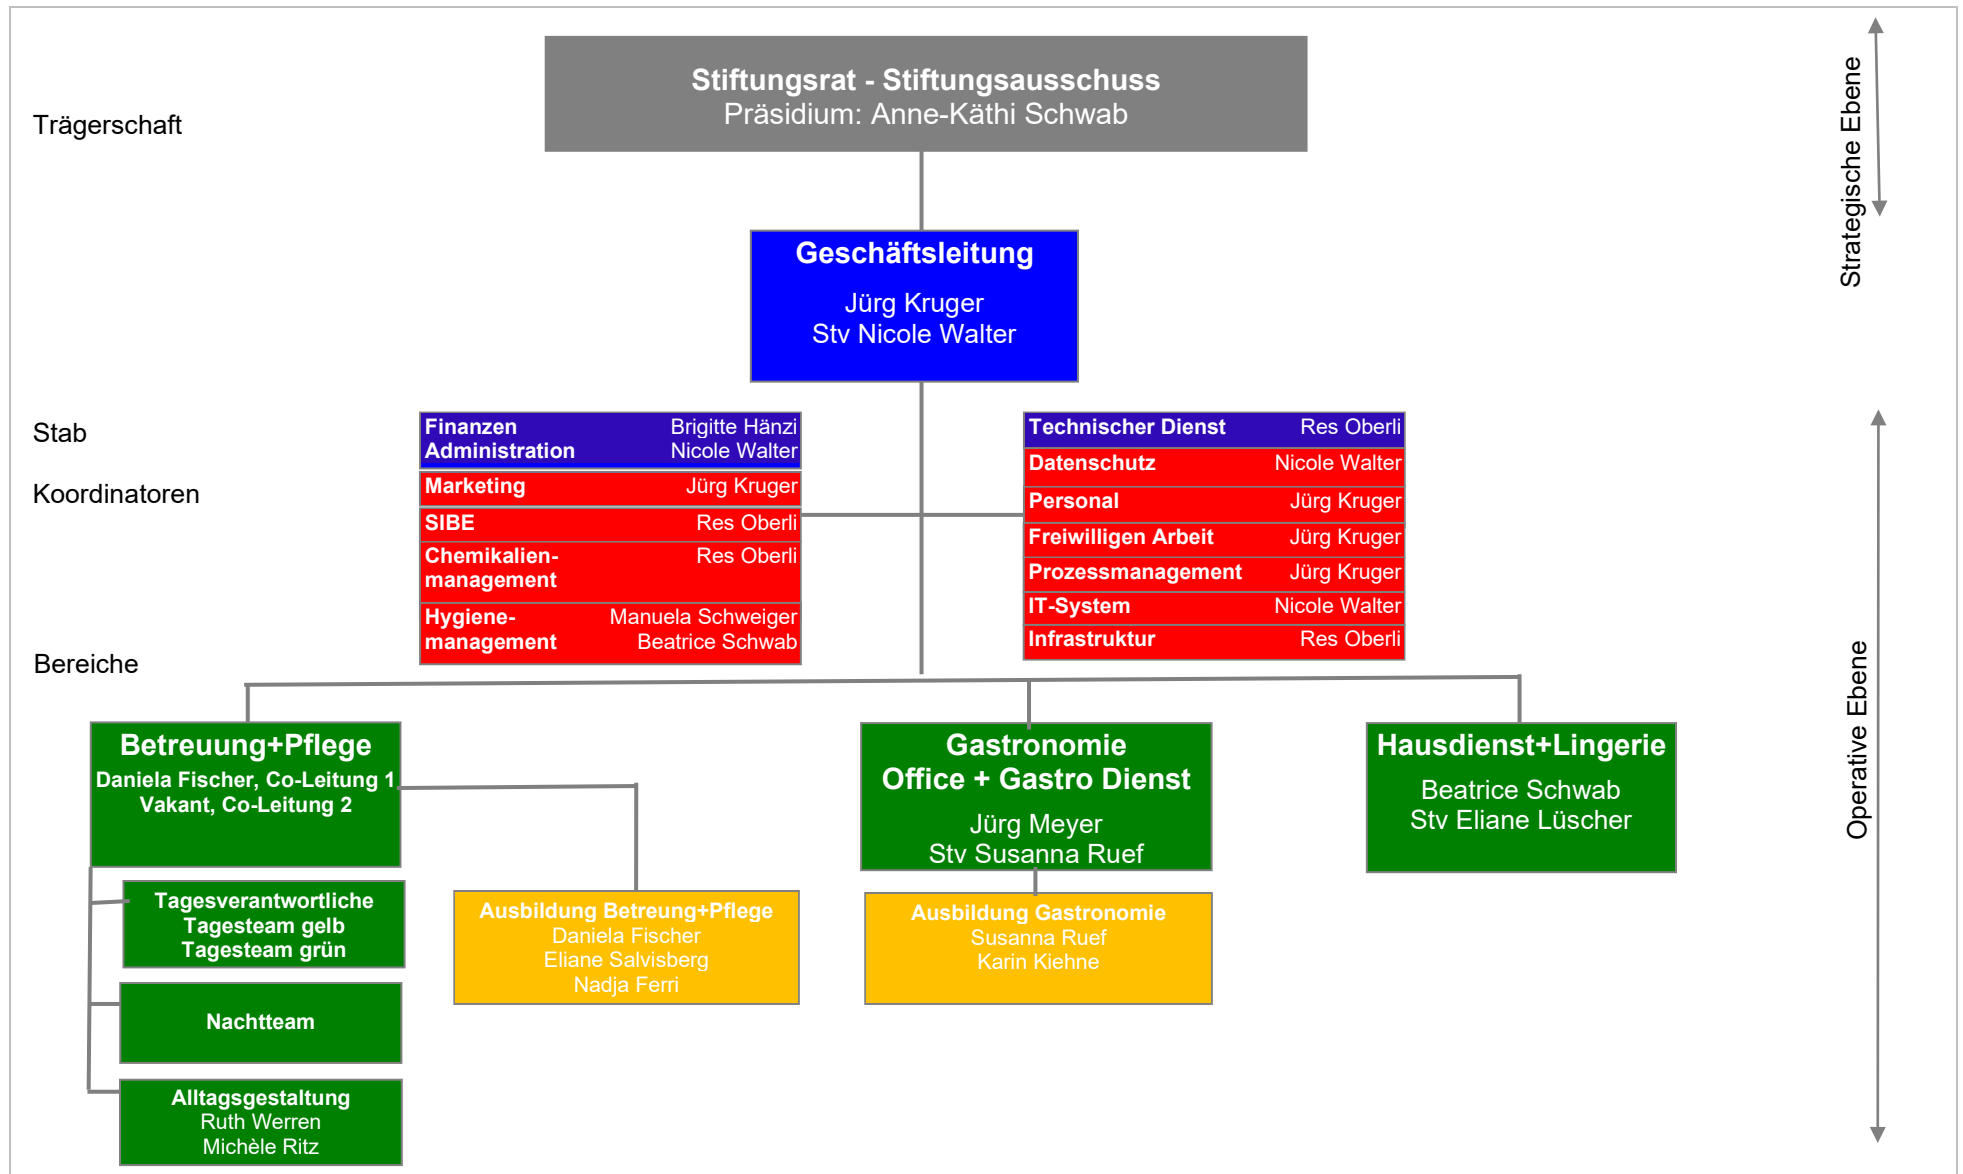 Stiftungsrat - Stiftungsausschuss
Präsidium: Anne-Käthi Schwab
Trägerschaft
Strategische Ebene
Geschäftsleitung
Jürg Kruger
Stv Nicole Walter
Stab
Koordinatoren
Finanzen Brigitte Hänzi
Administration Nicole Walter
Marketing Jürg Kruger
SIBE Res Oberli
Chemikalien- Res Oberli
management
Hygiene- Manuela Schweiger
management Beatrice Schwab
Technischer Dienst Res Oberli
Datenschutz Nicole Walter
Personal Jürg Kruger
Freiwilligen Arbeit Jürg Kruger
Prozessmanagement Jürg Kruger
IT-System Nicole Walter
Infrastruktur Res Oberli
Bereiche
Operative Ebene
Betreuung+Pflege
Daniela Fischer, Co-Leitung 1
Vakant, Co-Leitung 2
Gastronomie
Office + Gastro Dienst
Jürg Meyer
Stv Susanna Ruef
Hausdienst+Lingerie
Beatrice Schwab
Stv Eliane Lüscher
Tagesverantwortliche
Tagesteam gelb
Tagesteam grün
Ausbildung Betreung+Pflege
Daniela Fischer
Eliane Salvisberg
Nadja Ferri
Ausbildung Gastronomie
Susanna Ruef
Karin Kiehne
Nachtteam
Alltagsgestaltung
Ruth Werren
Michèle Ritz